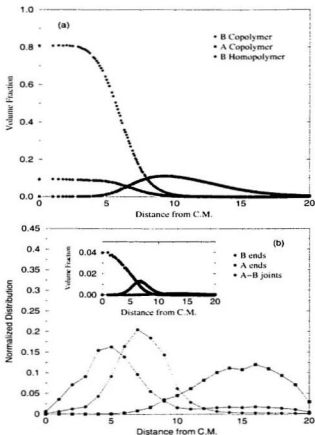 1.0
(a)
B Copolymer
A Copolymer
B Homopolymer
0.8
0.6
Volume Fraction
0.4
0.2
0.0
0 5 10 15 20
Distance from C.M.
0.45
(b)
0.4
B ends
A ends
A−B joints
0.35
0.3
0.25
0.2
0.15
0.1
0.05
0
Normalized Distribution
0.04
0.02
0.00
Volume Fraction
0 5 10 15 20
Distance from C.M.
0 5 10 15 20
Distance from C.M.